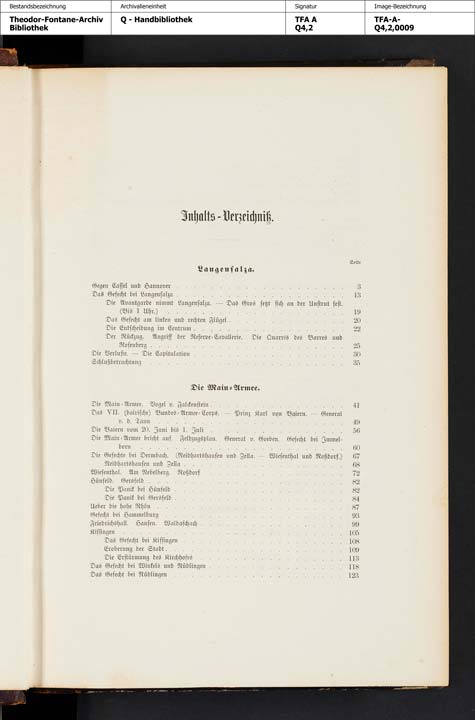 Bestandsbezeichnung Archivalieneinheit Signatur Image-Bezeichnung
Theodor-Fontane-Archiv Q - Handbibliothek TFA A TFA-A-
Bibliothek Q4,2 Q4,2,0009
Inhalts-Verzeichniß.
Seite
Langensalza.
Gegen Cassel und Hannover 3
Das Gefecht bei Langensalza 13
Die Avantgarde nimmt Langensalza. — Das Gros setzt sich an der Unstrut fest.
(Bis 1 Uhr.) 19
Das Gefecht am linken und rechten Flügel 20
Die Entscheidung im Centrum 22
Der Rückzug. Angriff der Reserve-Cavallerie. Die Quarrés des Barres und
Rosenberg 25
Die Verluste. — Die Capitulation 30
Schlußbetrachtung 35
Die Main-Armee.
Die Main-Armee. Vogel v. Falckenstein 41
Das VII. (bairische) Bundes-Armee-Corps. — Prinz Karl von Baiern. — General
v. d. Tann 49
Die Baiern vom 20. Juni bis 1. Juli 56
Die Main-Armee bricht auf. Feldzugsplan. General v. Goeben. Gefecht bei Immel-
born 60
Die Gefechte bei Dermbach. (Neidhartshausen und Zella. — Wiesenthal und Roßdorf.) 67
Neidhartshausen und Zella 68
Wiesenthal. Am Nebelberg. Roßdorf 72
Hünfeld. Gersfeld 82
Die Panik bei Hünfeld 82
Die Panik bei Gersfeld 84
Ueber die hohe Rhön 87
Gefecht bei Hammelburg 93
Friedrichshall. Hausen. Waldaschach 99
Kissingen 105
Das Gefecht bei Kissingen 108
Eroberung der Stadt 109
Die Erstürmung des Kirchhofes 113
Das Gefecht bei Winkels und Nüdlingen 118
Das Gefecht bei Nüdlingen 123